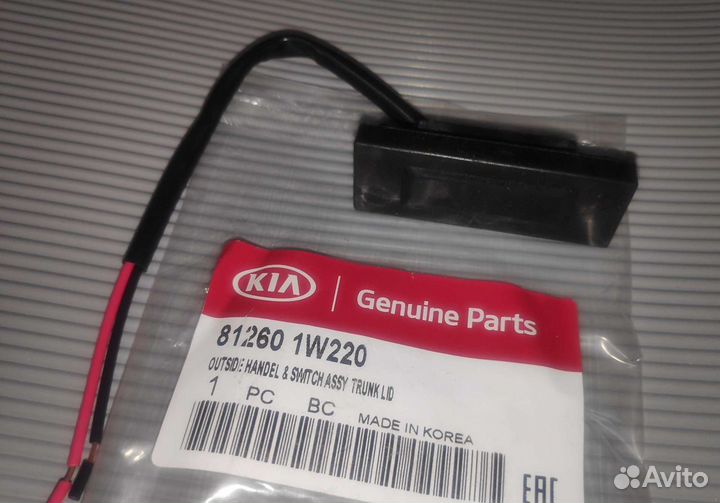 KIA
Genuine Parts
81260 1W220
OUTSIDE HANDEL & SWITCH ASSY TRUNK LID
1 PC BC MADE IN KOREA
EAC
Avito